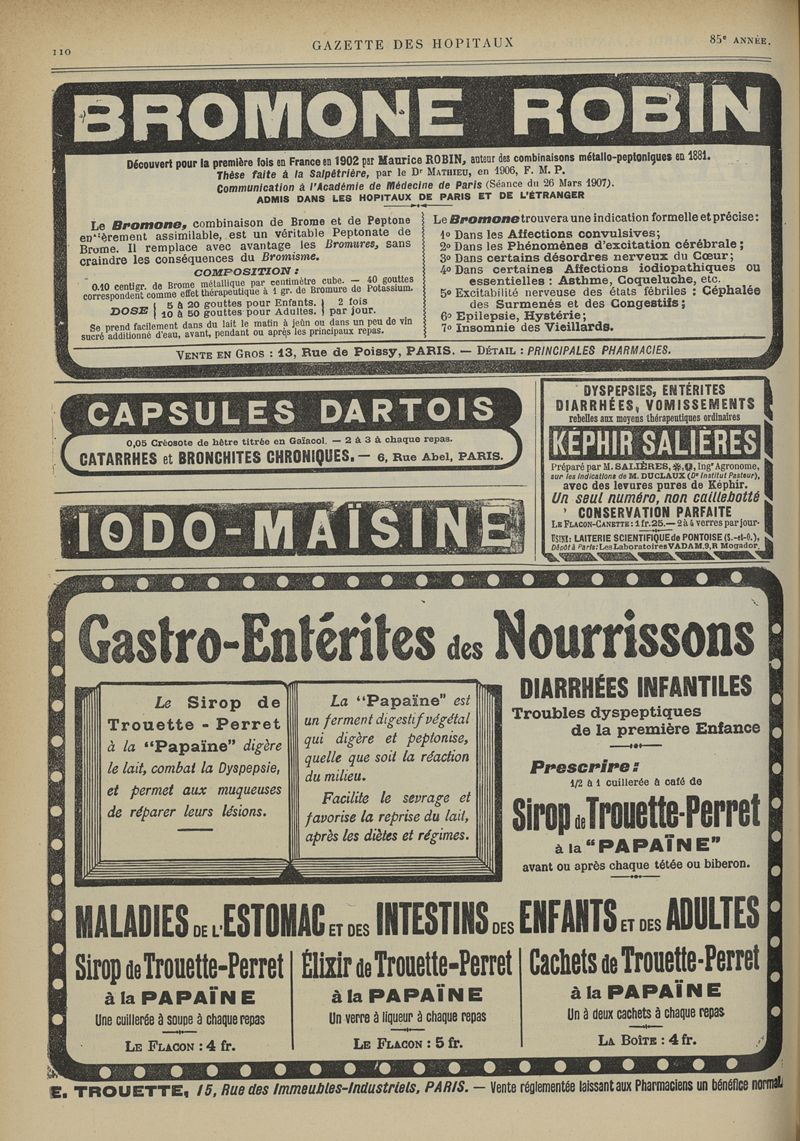 110
GAZETTE DES HOPITAUX
85e ANNÉE.
BROMONE ROBIN
Découvert pour la première fois en France en 1902 par Maurice ROBIN, auteur des combinaisons métallo-peptoniques en 1881.
Thèse faite à la Salpétrière, par le Dr MATHIEU, en 1906, F. M. P.
Communication à l'Académie de Médecine de Paris (Séance du 26 Mars 1907).
ADMIS DANS LES HOPITAUX DE PARIS ET DE L'ÉTRANGER
Le Bromone, combinaison de Brome et de Peptone
entièrement assimilable, est un véritable Peptonate de
Brome. Il remplace avec avantage les Bromures, sans
craindre les conséquences du Bromisme.
COMPOSITION :
0.10 centigr. de Brome métallique par centimètre cube. — 40 gouttes
correspondent comme effet thérapeutique à 1 gr. de Bromure de Potassium.
DOSE { 5 à 20 gouttes pour Enfants. } 2 fois
{ 10 à 50 gouttes pour Adultes. } par jour.
Se prend facilement dans du lait le matin à jeûn ou dans un peu de vin
sucré additionné d'eau, avant, pendant ou après les principaux repas.
Le Bromone trouvera une indication formelle et précise :
1o Dans les Affections convulsives ;
2o Dans les Phénomènes d'excitation cérébrale ;
3o Dans certains désordres nerveux du Cœur ;
4o Dans certaines Affections iodiopathiques ou
essentielles : Asthme, Coqueluche, etc.
5o Excitabilité nerveuse des états fébriles : Céphalée
des Surmenés et des Congestifs ;
6o Epilepsie, Hystérie ;
7o Insomnie des Vieillards.
VENTE EN GROS : 13, Rue de Poissy, PARIS. — DÉTAIL : PRINCIPALES PHARMACIES.
CAPSULES DARTOIS
0,05 Créosote de hêtre titrée en Gaïacol. — 2 à 3 à chaque repas.
CATARRHES et BRONCHITES CHRONIQUES. — 6, Rue Abel, PARIS.
IODO-MAÏSINE
DYSPEPSIES, ENTÉRITES
DIARRHÉES, VOMISSEMENTS
rebelles aux moyens thérapeutiques ordinaires
KÉPHIR SALIÈRES
Préparé par M. SALIÈRES, Ingr Agronome,
sur les indications de M. DUCLAUX (Dr Institut Pasteur),
avec des levures pures de Képhir.
Un seul numéro, non caillebotté
CONSERVATION PARFAITE
LE FLACON-CANETTE : 1 fr. 25. — 2 à 4 verres par jour.
USINE : LAITERIE SCIENTIFIQUE de PONTOISE (S.-et-O.),
Dépôt à Paris: Les Laboratoires VADAM, 9, R Mogador
Gastro-Entérites des Nourrissons
Le Sirop de
Trouette - Perret
à la “Papaïne” digère
le lait, combat la Dyspepsie,
et permet aux muqueuses
de réparer leurs lésions.
La “Papaïne” est
un ferment digestif végétal
qui digère et peptonise,
quelle que soit la réaction
du milieu.
Facilite le sevrage et
favorise la reprise du lait,
après les diètes et régimes.
DIARRHÉES INFANTILES
Troubles dyspeptiques
de la première Enfance
Prescrire :
1/2 à 1 cuillerée à café de
Sirop de Trouette-Perret
à la “PAPAÏNE”
avant ou après chaque tétée ou biberon.
MALADIES DE L'ESTOMAC ET DES INTESTINS DES ENFANTS ET DES ADULTES
Sirop de Trouette-Perret
à la PAPAÏNE
Une cuillerée à soupe à chaque repas
LE FLACON : 4 fr.
Élixir de Trouette-Perret
à la PAPAÏNE
Un verre à liqueur à chaque repas
LE FLACON : 5 fr.
Cachets de Trouette-Perret
à la PAPAÏNE
Un à deux cachets à chaque repas
LA BOÎTE : 4 fr.
E. TROUETTE, 15, Rue des Immeubles-Industriels, PARIS. — Vente réglementée laissant aux Pharmaciens un bénéfice normal.